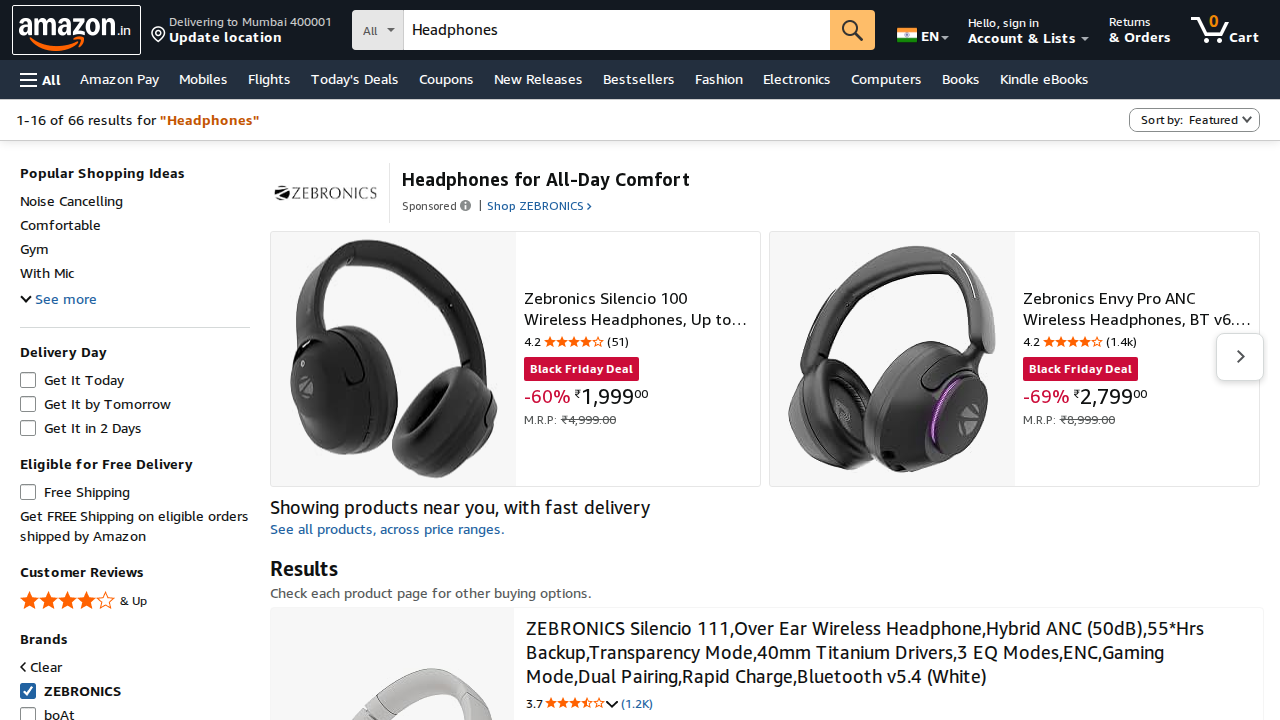 amazon.in
Delivering to Mumbai 400001
Update location
All
Headphones
EN
Hello, sign in
Account & Lists
Returns
& Orders
0
Cart
All
Amazon Pay
Mobiles
Flights
Today's Deals
Coupons
New Releases
Bestsellers
Fashion
Electronics
Computers
Books
Kindle eBooks
1-16 of 66 results for "Headphones"
Sort by: Featured
Popular Shopping Ideas
Noise Cancelling
Comfortable
Gym
With Mic
See more
Delivery Day
Get It Today
Get It by Tomorrow
Get It in 2 Days
Eligible for Free Delivery
Free Shipping
Get FREE Shipping on eligible orders
shipped by Amazon
Customer Reviews
& Up
Brands
Clear
ZEBRONICS
boAt
ZEBRONICS
Headphones for All-Day Comfort
Sponsored | Shop ZEBRONICS
Zebronics Silencio 100
Wireless Headphones, Up to…
4.2 (51)
Black Friday Deal
-60% ₹1,99900
M.R.P: ₹4,999.00
Zebronics Envy Pro ANC
Wireless Headphones, BT v6.…
4.2 (1.4k)
Black Friday Deal
-69% ₹2,79900
M.R.P: ₹8,999.00
Showing products near you, with fast delivery
See all products, across price ranges.
Results
Check each product page for other buying options.
ZEBRONICS Silencio 111,Over Ear Wireless Headphone,Hybrid ANC (50dB),55*Hrs
Backup,Transparency Mode,40mm Titanium Drivers,3 EQ Modes,ENC,Gaming
Mode,Dual Pairing,Rapid Charge,Bluetooth v5.4 (White)
3.7 (1.2K)